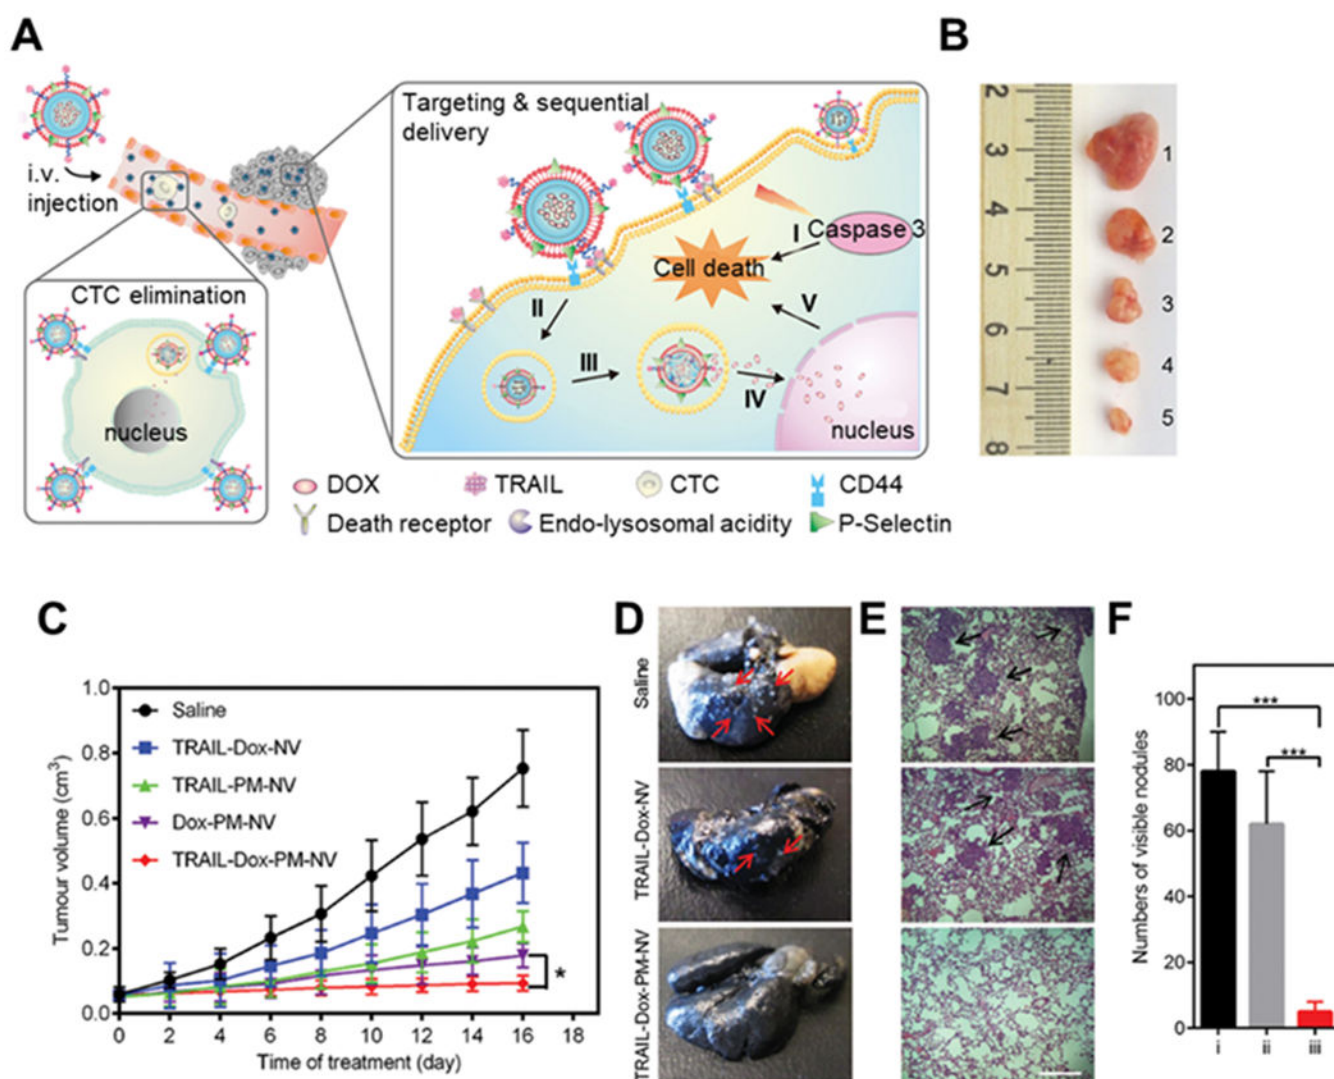 A
i.v.
injection
CTC elimination
nucleus
Targeting & sequential
delivery
I
Caspase 3
Cell death
II
III
IV
V
nucleus
DOX
TRAIL
CTC
CD44
Death receptor
Endo-lysosomal acidity
P-Selectin
B
2
3
4
5
6
7
8
1
2
3
4
5
C
Tumour volume (cm³)
1.0
0.8
0.6
0.4
0.2
0.0
Saline
TRAIL-Dox-NV
TRAIL-PM-NV
Dox-PM-NV
TRAIL-Dox-PM-NV
*
0 2 4 6 8 10 12 14 16 18
Time of treatment (day)
D
Saline
TRAIL-Dox-NV
TRAIL-Dox-PM-NV
E
F
Numbers of visible nodules
100
80
60
40
20
0
***
***
i ii iii